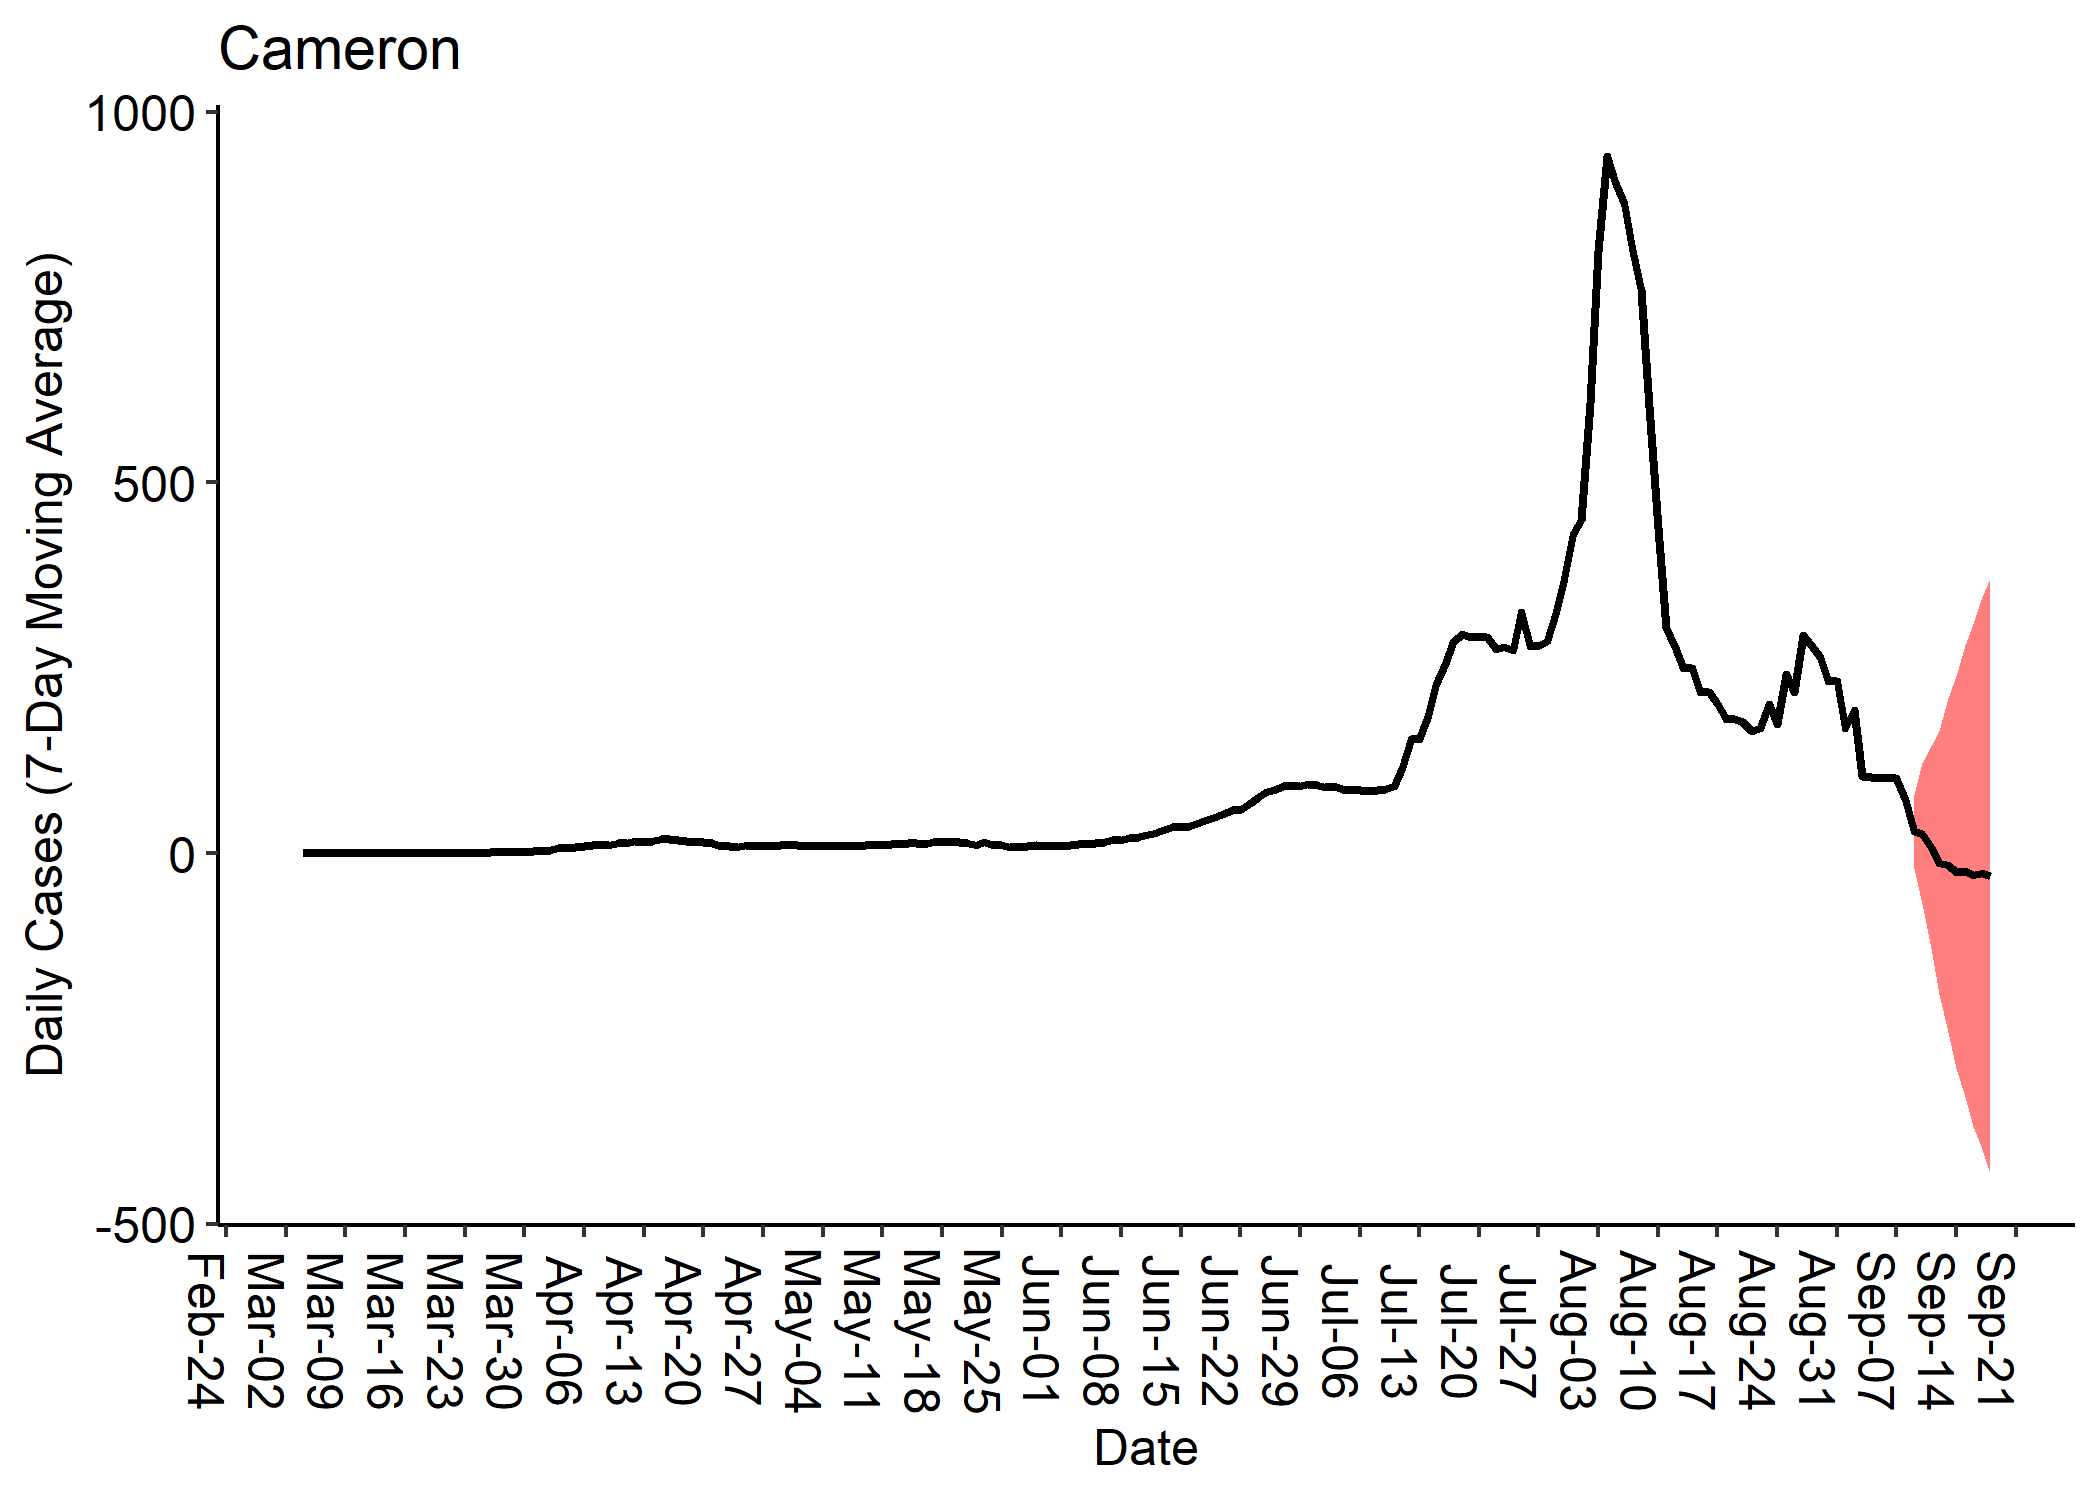 Cameron
1000
500
0
-500
Daily Cases (7-Day Moving Average)
Feb-24
Mar-02
Mar-09
Mar-16
Mar-23
Mar-30
Apr-06
Apr-13
Apr-20
Apr-27
May-04
May-11
May-18
May-25
Jun-01
Jun-08
Jun-15
Jun-22
Jun-29
Jul-06
Jul-13
Jul-20
Jul-27
Aug-03
Aug-10
Aug-17
Aug-24
Aug-31
Sep-07
Sep-14
Sep-21
Date